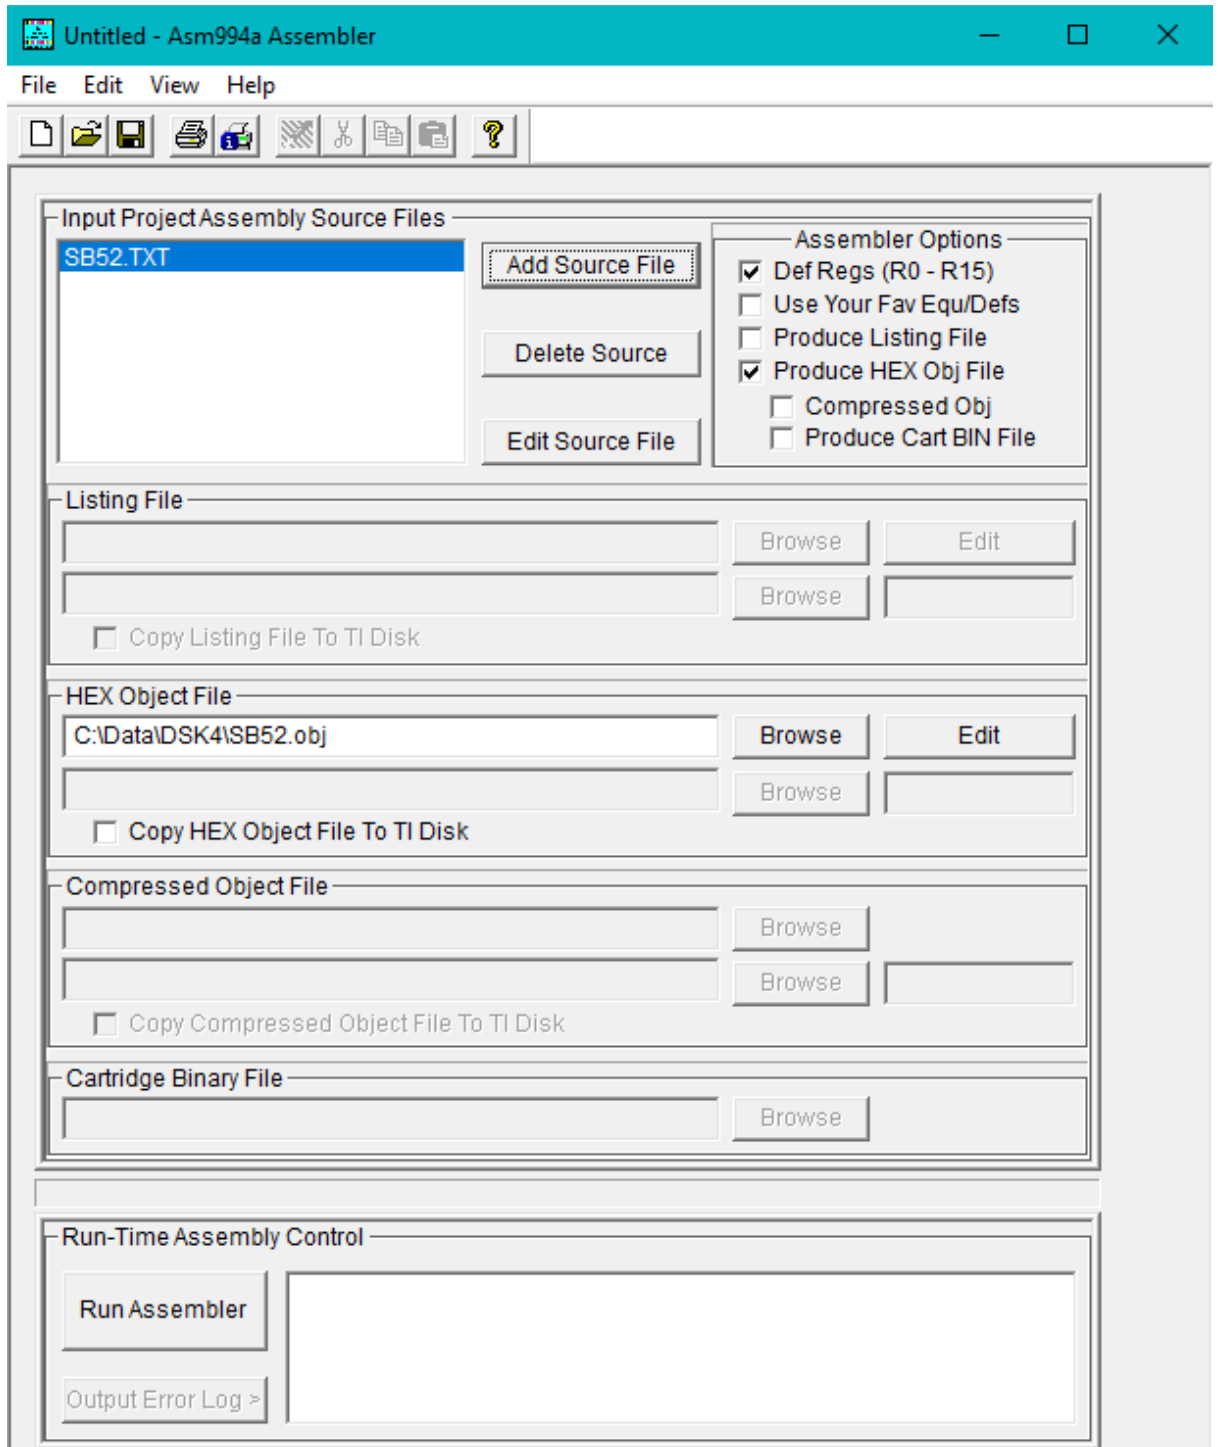 Untitled - Asm994a Assembler
File Edit View Help
Input Project Assembly Source Files
SB52.TXT
Add Source File
Delete Source
Edit Source File
Assembler Options
Def Regs (R0 - R15)
Use Your Fav Equ/Defs
Produce Listing File
Produce HEX Obj File
Compressed Obj
Produce Cart BIN File
Listing File
Browse Edit
Browse
Copy Listing File To TI Disk
HEX Object File
C:\Data\DSK4\SB52.obj Browse Edit
Browse
Copy HEX Object File To TI Disk
Compressed Object File
Browse
Browse
Copy Compressed Object File To TI Disk
Cartridge Binary File
Browse
Run-Time Assembly Control
Run Assembler
Output Error Log >